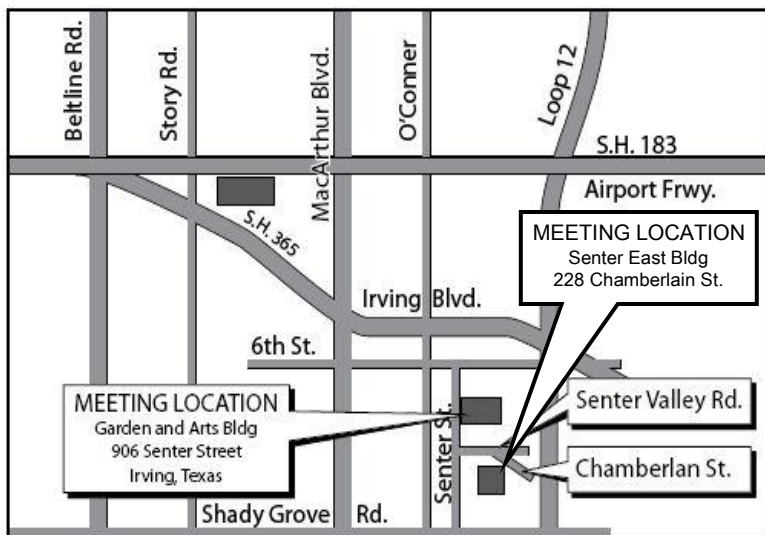 Beltline Rd.
Story Rd.
MacArthur Blvd.
O'Conner
Loop 12
S.H. 183
Airport Frwy.
S.H. 365
MEETING LOCATION
Senter East Bldg
228 Chamberlain St.
Irving Blvd.
6th St.
MEETING LOCATION
Garden and Arts Bldg
906 Senter Street
Irving, Texas
Senter St.
Senter Valley Rd.
Chamberlan St.
Shady Grove Rd.